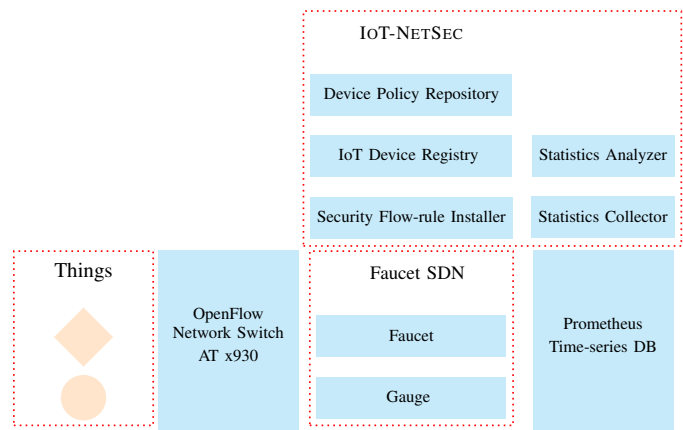 IOT-NETSEC
Device Policy Repository
IoT Device Registry
Statistics Analyzer
Security Flow-rule Installer
Statistics Collector
Things
OpenFlow
Network Switch
AT x930
Faucet SDN
Faucet
Gauge
Prometheus
Time-series DB